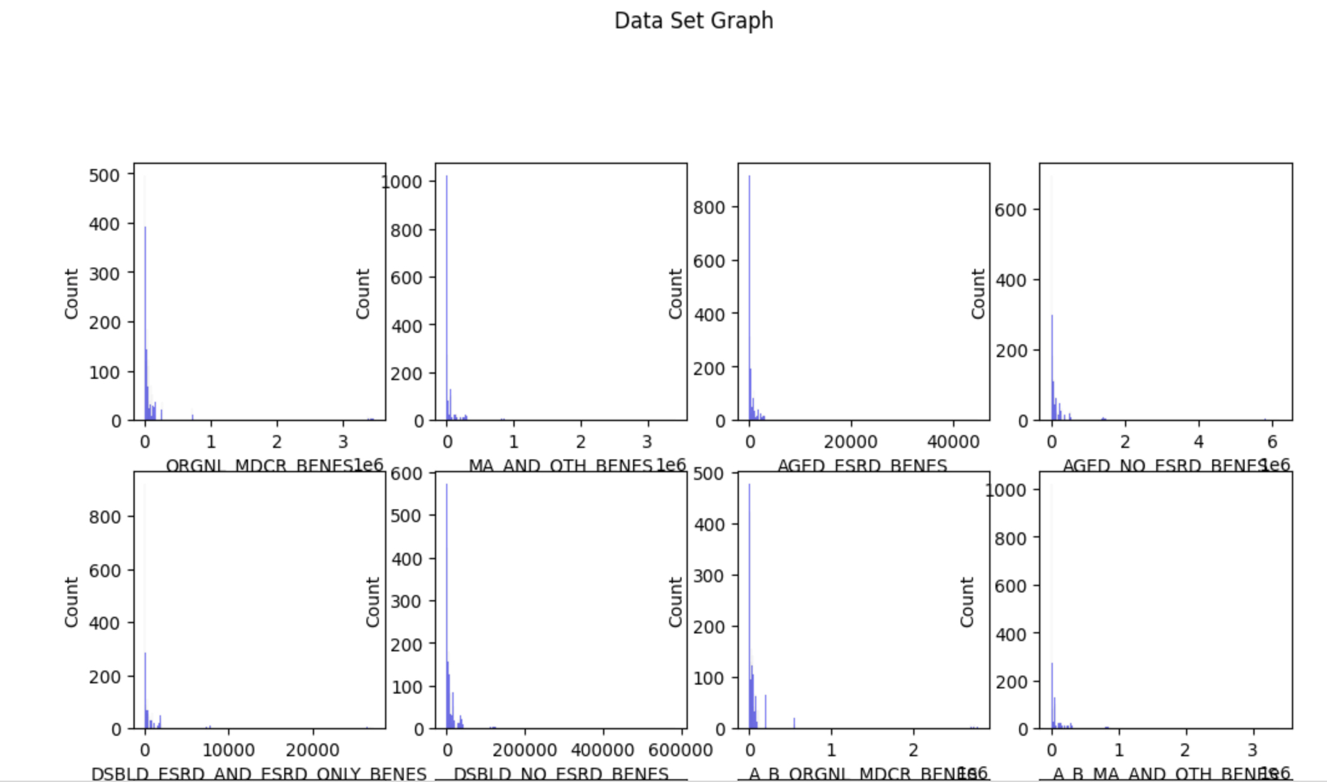 Data Set Graph
500
400
300
200
100
0
Count
0 1 2 3
ORGNL_MDCR_BENES 1e6
1000
800
600
400
200
0
Count
0 1 2 3
MA_AND_OTH_BENES 1e6
800
600
400
200
0
Count
0 20000 40000
AGED_ESRD_BENES
600
400
200
0
Count
0 2 4 6
AGED_NO_ESRD_BENES 1e6
800
600
400
200
0
Count
0 10000 20000
DSBLD_ESRD_AND_ESRD_ONLY_BENES
600
500
400
300
200
100
0
Count
0 200000 400000 600000
DSBLD_NO_ESRD_BENES
500
400
300
200
100
0
Count
0 1 2
A_B_ORGNL_MDCR_BENES 1e6
1000
800
600
400
200
0
Count
0 1 2 3
A_B_MA_AND_OTH_BENES 1e6